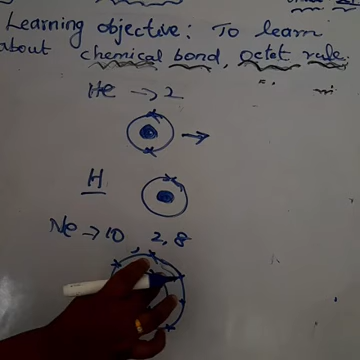 Learning objective: To learn
about chemical bond, octet rule.
He → 2
H
Ne → 10 2, 8